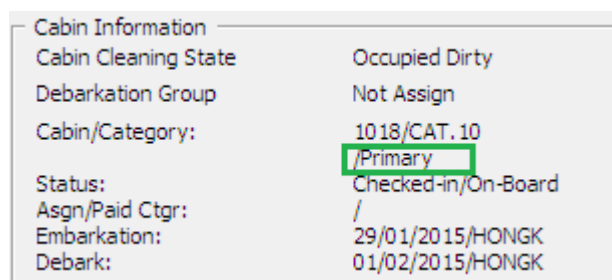 Cabin Information
Cabin Cleaning State Occupied Dirty
Debarkation Group Not Assign
Cabin/Category: 1018/CAT. 10
/Primary
Status: Checked-in/On-Board
Asgn/Paid Ctgr: /
Embarkation: 29/01/2015/HONGK
Debark: 01/02/2015/HONGK